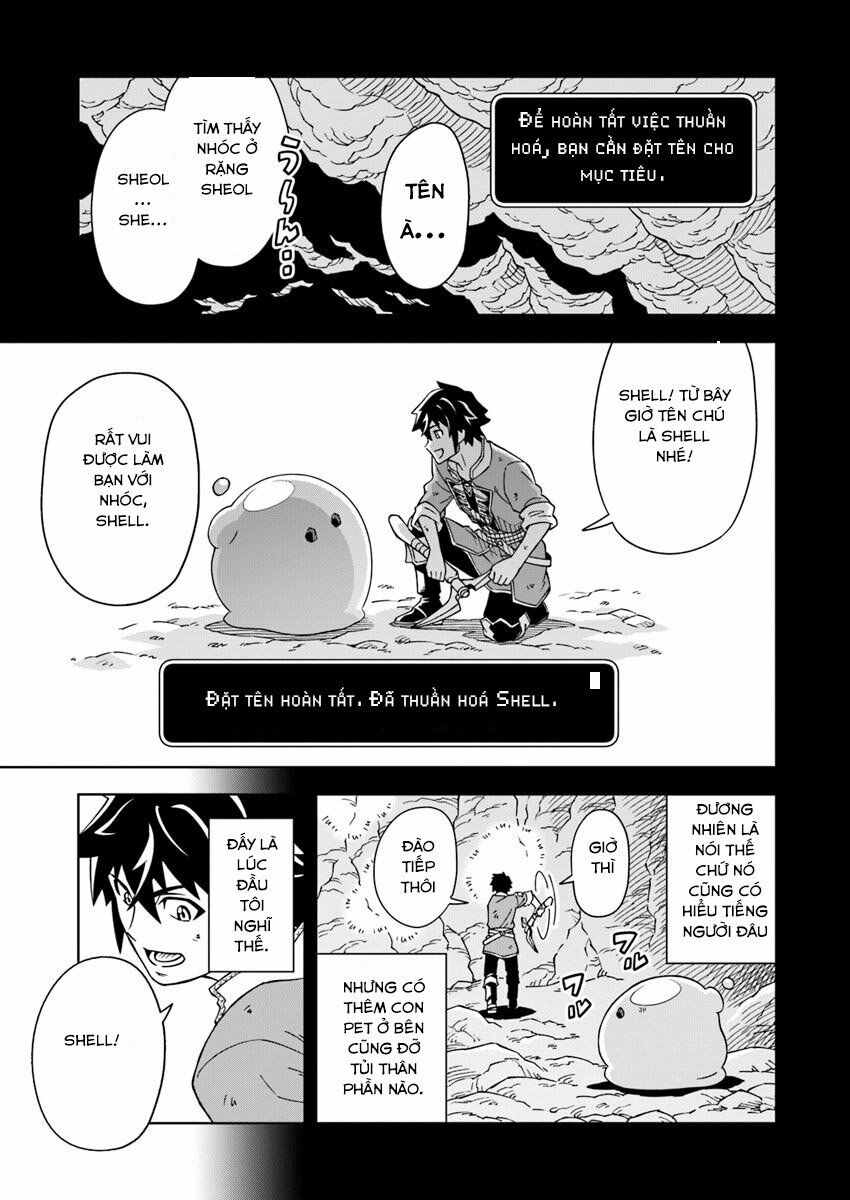 ĐỂ HOÀN TẤT VIỆC THUẦN
HOÁ, BẠN CẦN ĐẶT TÊN CHO
MỤC TIÊU.
TÊN
À...
う〜ん…
TÌM THẤY
NHÓC Ở
RẶNG
SHEOL
SHEOL
...
SHE...
SHELL! TỪ BÂY
GIỜ TÊN CHÚ
LÀ SHELL
NHÉ!
RẤT VUI
ĐƯỢC LÀM
BẠN VỚI
NHÓC,
SHELL.
ĐẶT TÊN HOÀN TẤT. ĐÃ THUẦN HOÁ SHELL.
ĐƯƠNG
NHIÊN LÀ
NÓI THẾ
CHỨ NÓ
CŨNG CÓ
HIỂU TIẾNG
NGƯỜI ĐÂU
GIỜ
THÌ
ĐÀO
TIẾP
THÔI
プル
プル
NHƯNG CÓ
THÊM CON
PET Ở BÊN
CŨNG ĐỠ
TỦI THÂN
PHẦN NÀO.
ĐẤY LÀ
LÚC ĐẦU
TÔI
NGHĨ
THẾ.
SHELL!